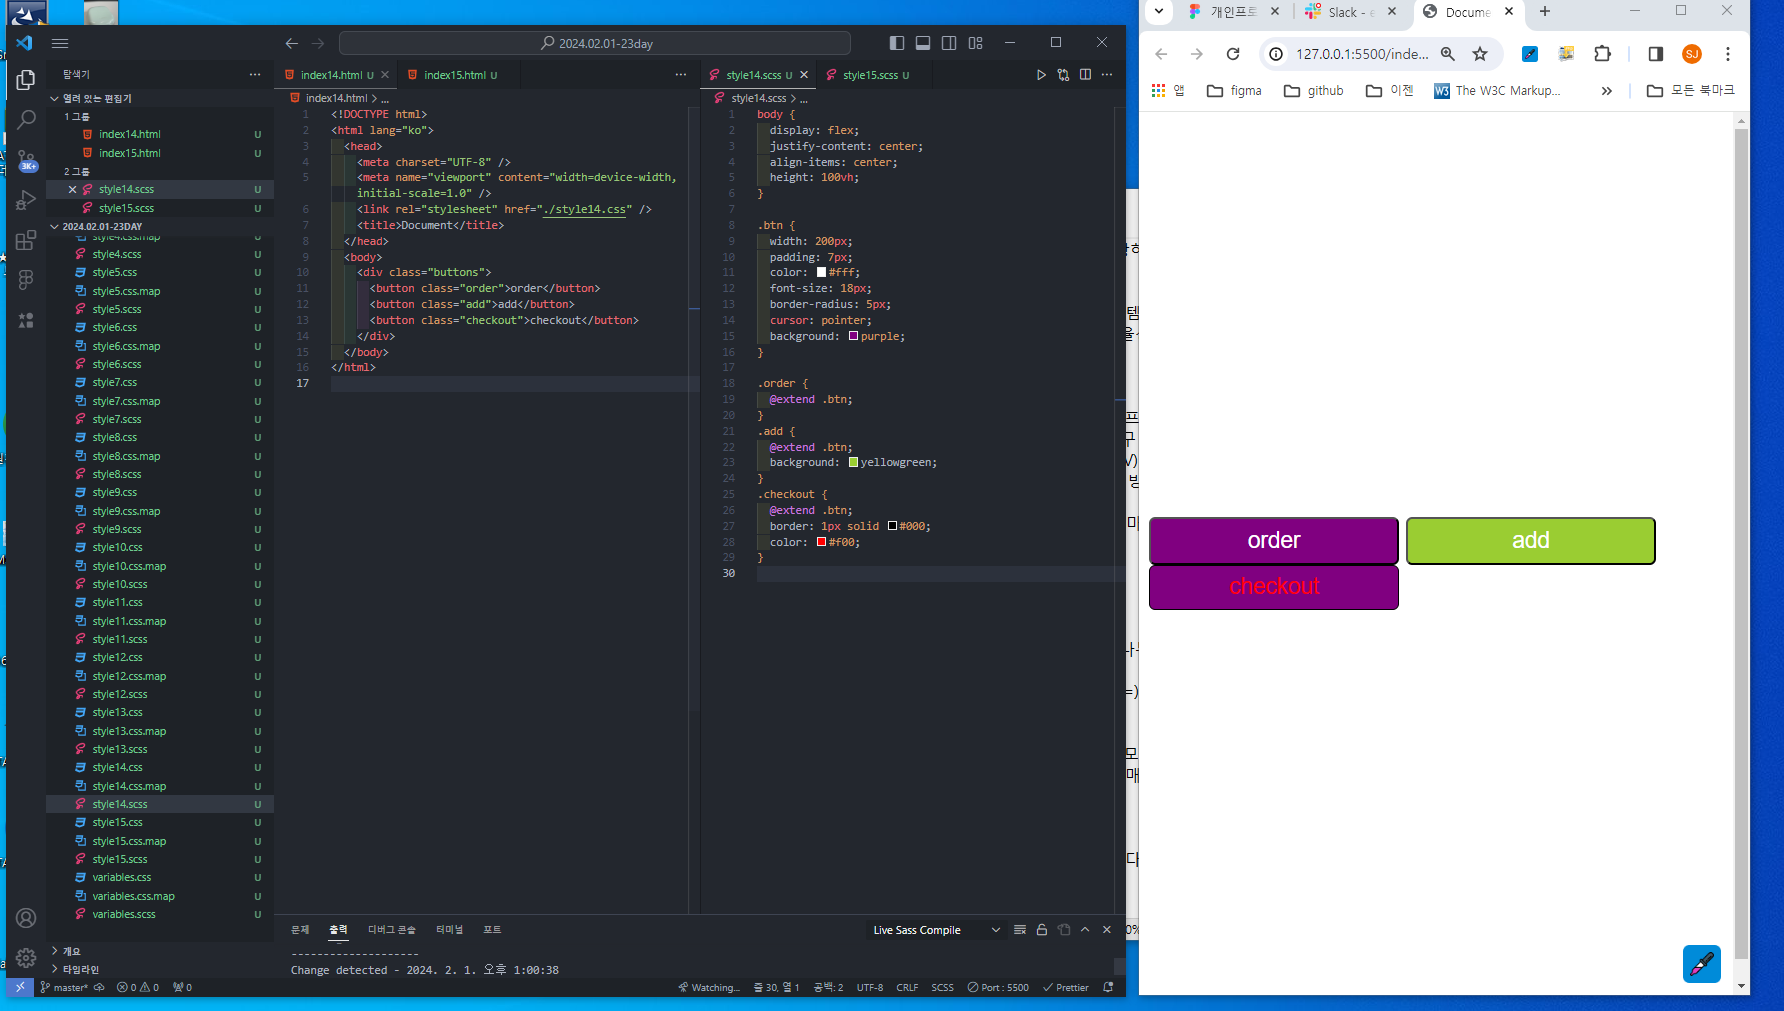 2024.02.01-23day
탐색기
열려 있는 편집기
1 그룹
index14.html U
index15.html U
2 그룹
style14.scss U
style15.scss U
2024.02.01-23DAY
style4.css.map U
style4.scss U
style5.css U
style5.css.map U
style5.scss U
style6.css U
style6.css.map U
style6.scss U
style7.css U
style7.css.map U
style7.scss U
style8.css U
style8.css.map U
style8.scss U
style9.css U
style9.css.map U
style9.scss U
style10.css U
style10.css.map U
style10.scss U
style11.css U
style11.css.map U
style11.scss U
style12.css U
style12.css.map U
style12.scss U
style13.css U
style13.css.map U
style13.scss U
style14.css U
style14.css.map U
style14.scss U
style15.css U
style15.css.map U
style15.scss U
variables.css U
variables.css.map U
variables.scss U
개요
타임라인
3K+
index14.html U
index15.html U
index14.html > ...
1 <!DOCTYPE html>
2 <html lang="ko">
3 <head>
4 <meta charset="UTF-8" />
5 <meta name="viewport" content="width=device-width,
initial-scale=1.0" />
6 <link rel="stylesheet" href="./style14.css" />
7 <title>Document</title>
8 </head>
9 <body>
10 <div class="buttons">
11 <button class="order">order</button>
12 <button class="add">add</button>
13 <button class="checkout">checkout</button>
14 </div>
15 </body>
16 </html>
17
style14.scss U
style15.scss U
style14.scss > ...
1 body {
2 display: flex;
3 justify-content: center;
4 align-items: center;
5 height: 100vh;
6 }
7
8 .btn {
9 width: 200px;
10 padding: 7px;
11 color: #fff;
12 font-size: 18px;
13 border-radius: 5px;
14 cursor: pointer;
15 background: purple;
16 }
17
18 .order {
19 @extend .btn;
20 }
21 .add {
22 @extend .btn;
23 background: yellowgreen;
24 }
25 .checkout {
26 @extend .btn;
27 border: 1px solid #000;
28 color: #f00;
29 }
30
문제 출력 디버그 콘솔 터미널 포트
Live Sass Compile
--------------------
Change detected - 2024. 2. 1. 오후 1:00:38
master* 0 0 0
Watching... 줄 30, 열 1 공백: 2 UTF-8 CRLF SCSS Port : 5500 Prettier
개인프로 Slack - e Docume
127.0.0.1:5500/inde...
SJ
앱 figma github 이젠 W3 The W3C Markup... 모든 북마크
order add
checkout